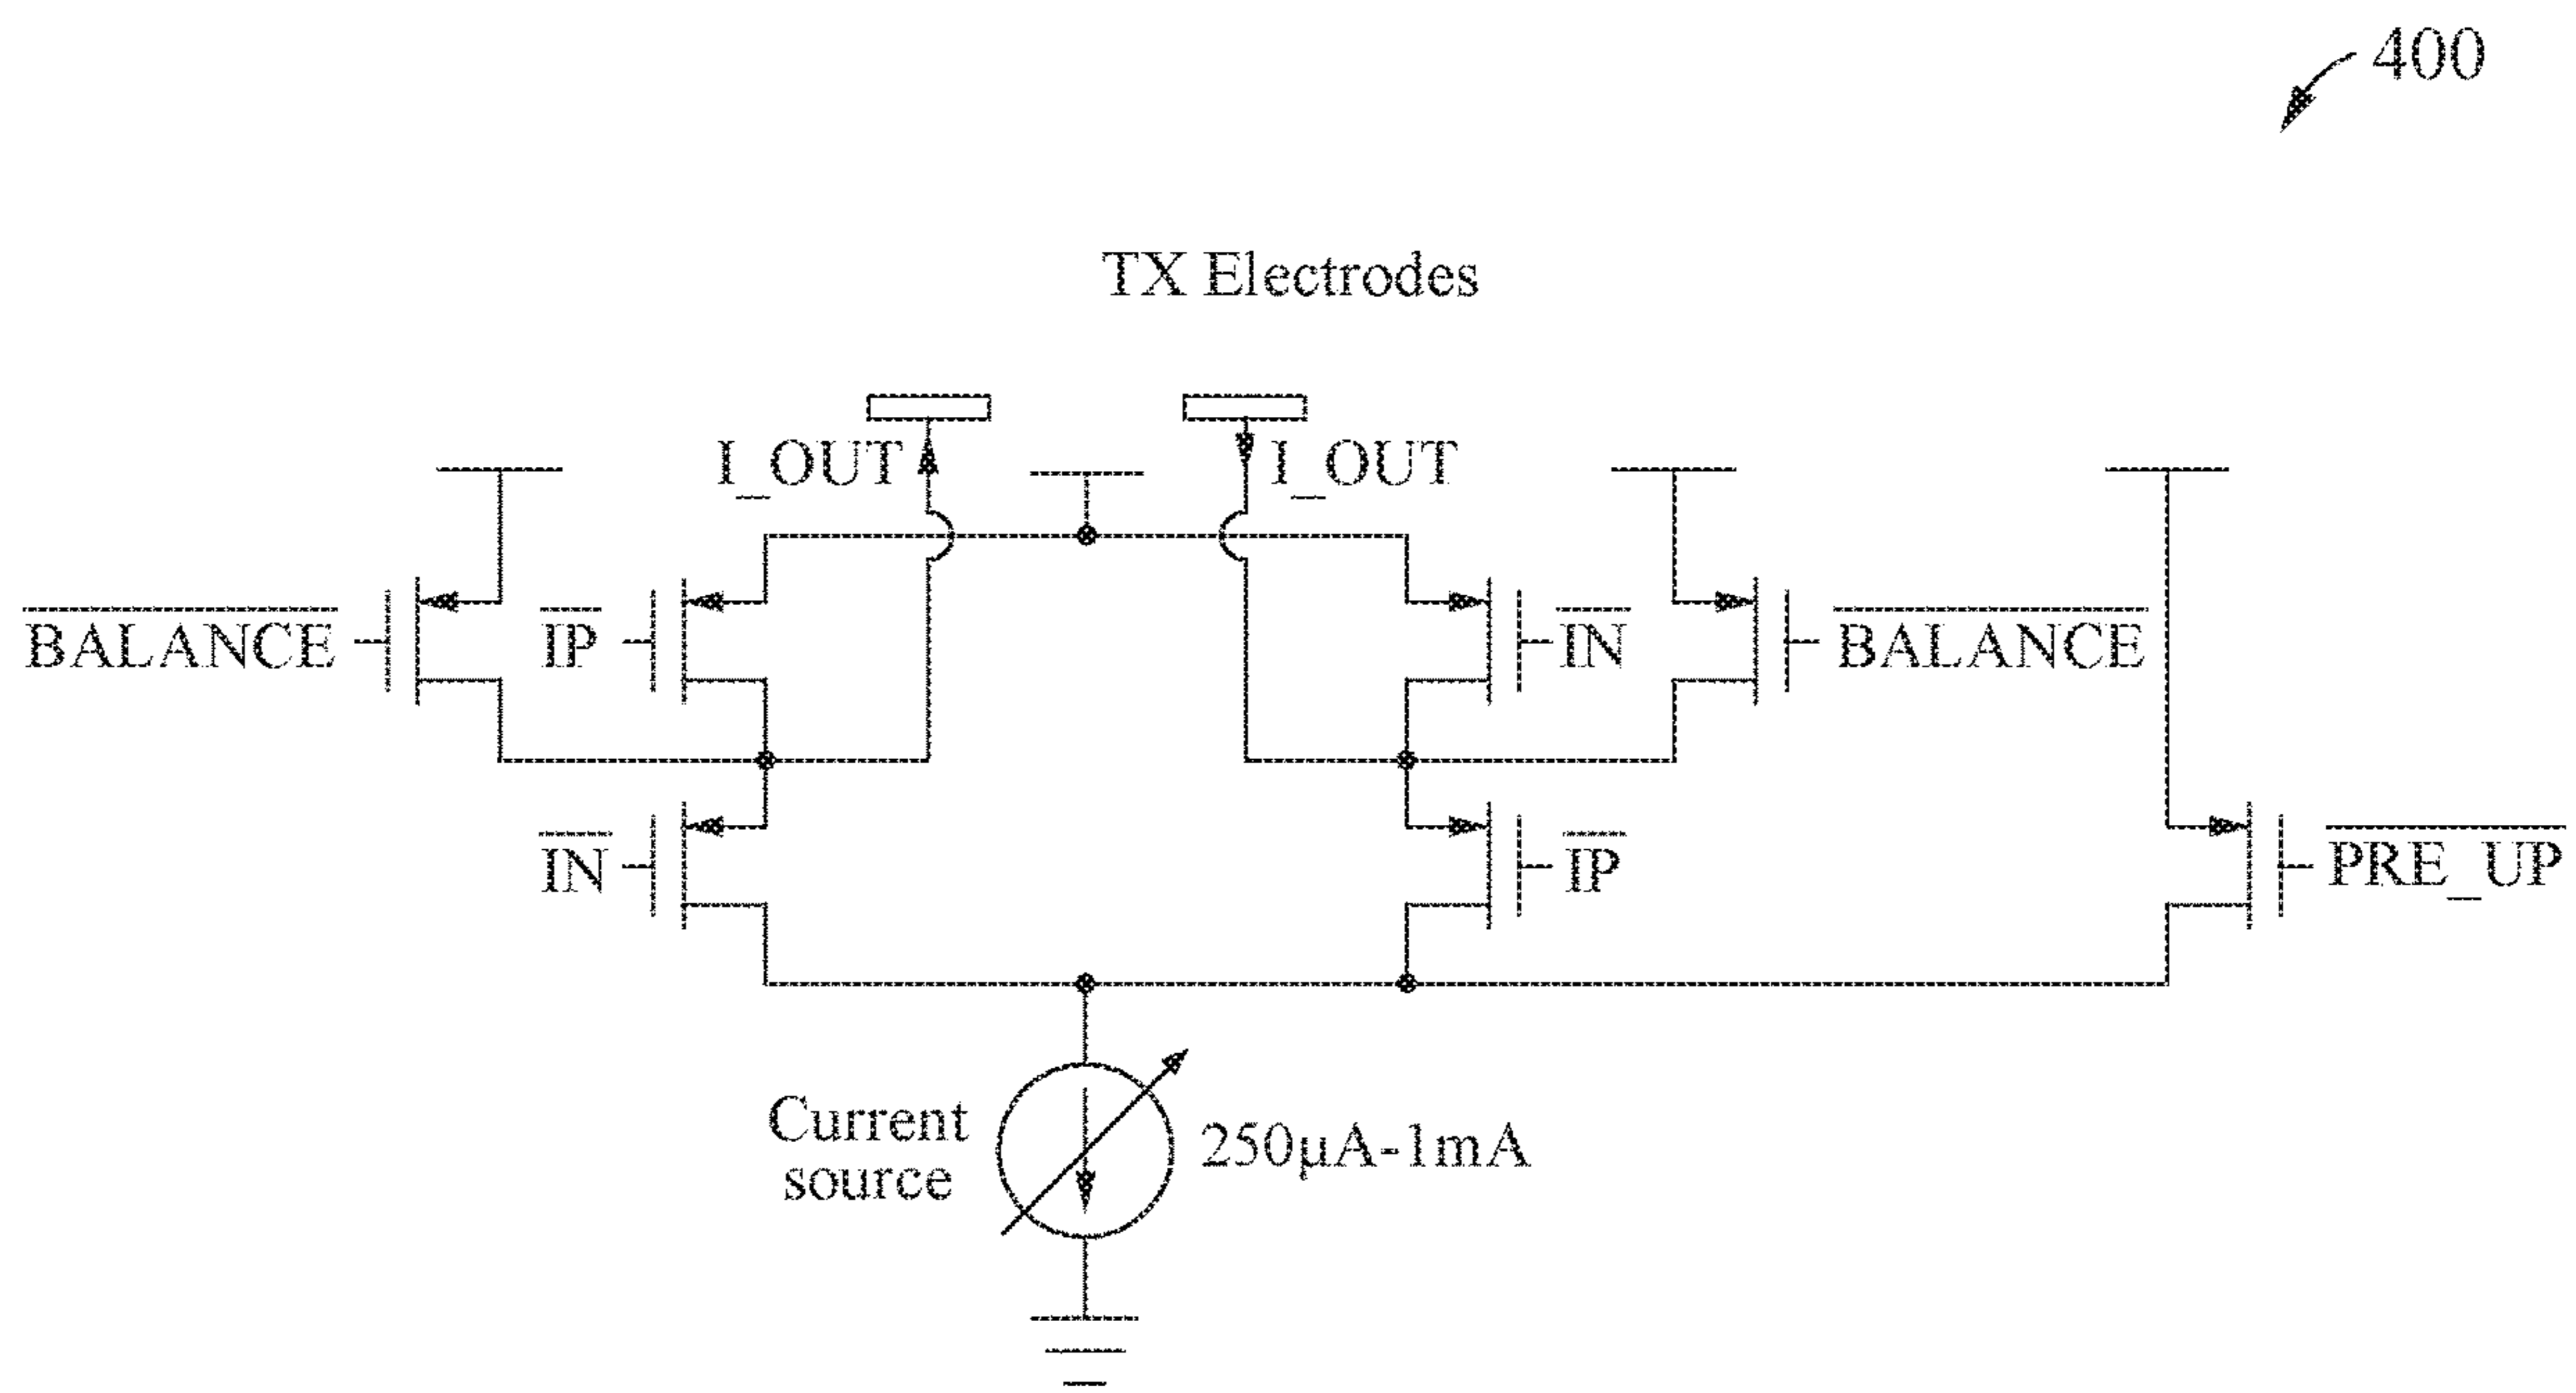 400
TX Electrodes
I_OUT
I_OUT
BALANCE
IP
IN
BALANCE
IN
IP
PRE_UP
Current
source
250μA-1mA